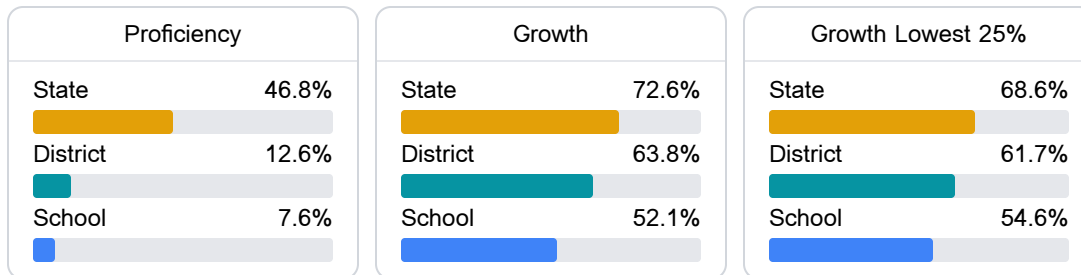 Proficiency
State 46.8%
District 12.6%
School 7.6%
Growth
State 72.6%
District 63.8%
School 52.1%
Growth Lowest 25%
State 68.6%
District 61.7%
School 54.6%